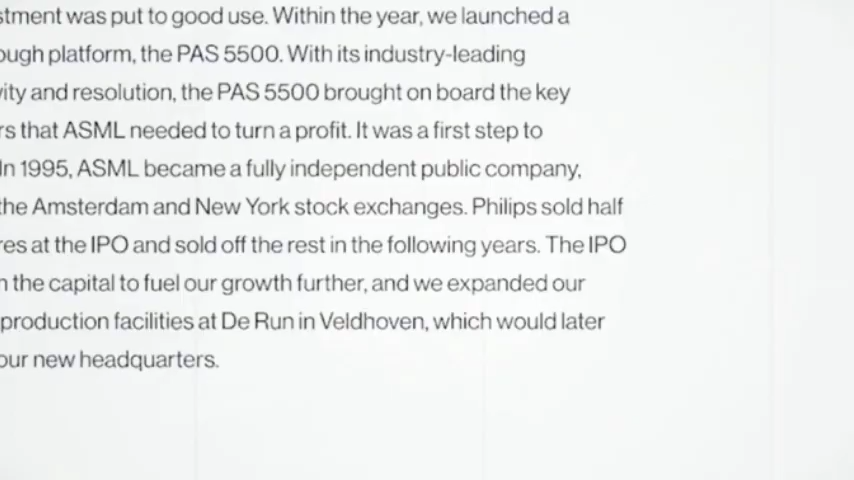 was put to good use. Within the year, we launched a
platform, the PAS 5500. With its industry-leading
and resolution, the PAS 5500 brought on board the key
that ASML needed to turn a profit. It was a first step to
In 1995, ASML became a fully independent public company,
the Amsterdam and New York stock exchanges. Philips sold half
at the IPO and sold off the rest in the following years. The IPO
the capital to fuel our growth further, and we expanded our
production facilities at De Run in Veldhoven, which would later
our new headquarters.